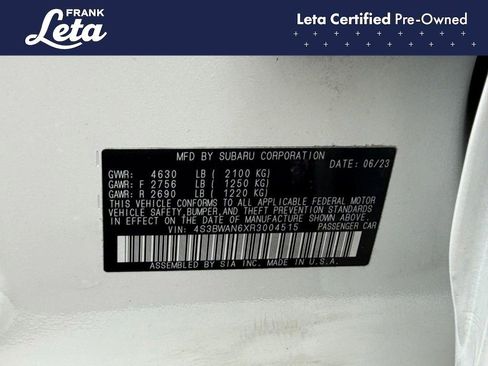 FRANK
Leta
Leta Certified Pre-Owned
MFD BY SUBARU CORPORATION
GVWR: 4630 LB ( 2100 KG) DATE: 06/23
GAWR: F 2756 LB ( 1250 KG)
GAWR: R 2690 LB ( 1220 KG)
THIS VEHICLE CONFORMS TO ALL APPLICABLE FEDERAL MOTOR
VEHICLE SAFETY, BUMPER, AND THEFT PREVENTION STANDARDS
IN EFFECT ON THE DATE OF MANUFACTURE SHOWN ABOVE.
VIN: 4S3BWAN6XR3004515 PASSENGER CAR
ASSEMBLED BY SIA INC. MADE IN U.S.A.